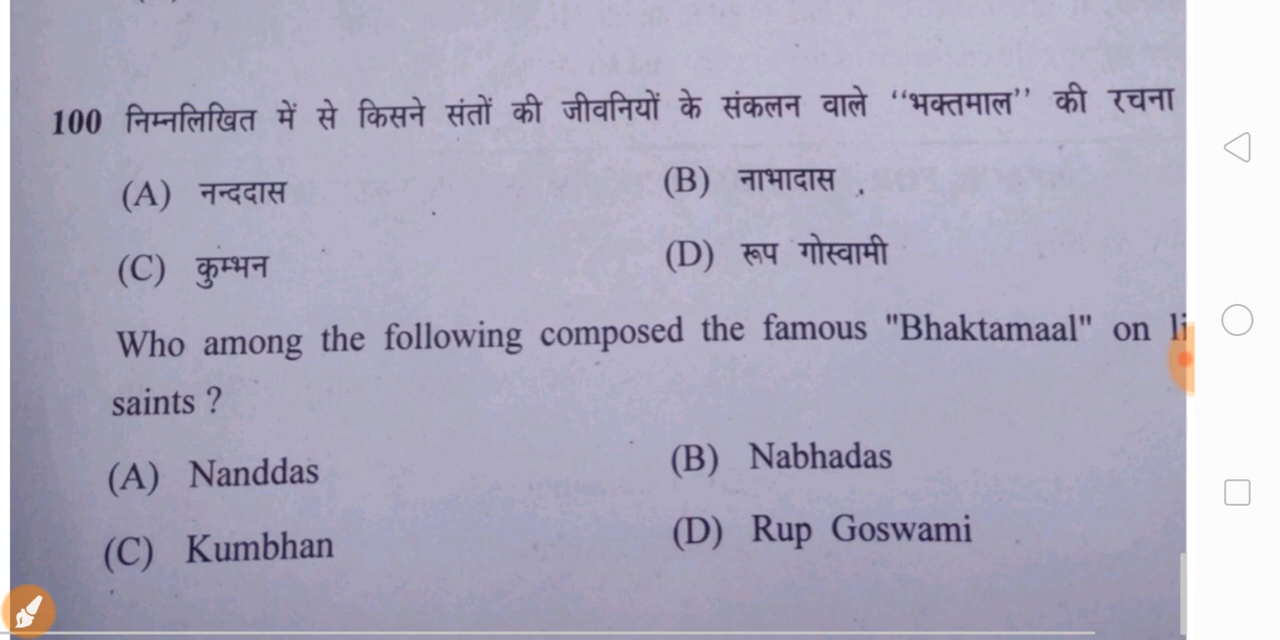 100 निम्नलिखित में से किसने संतों की जीवनियों के संकलन वाले ‘‘भक्तमाल’’ की रचना
(A) नन्ददास (B) नाभादास
(C) कुम्भन (D) रूप गोस्वामी
Who among the following composed the famous "Bhaktamaal" on
saints ?
(A) Nanddas (B) Nabhadas
(C) Kumbhan (D) Rup Goswami